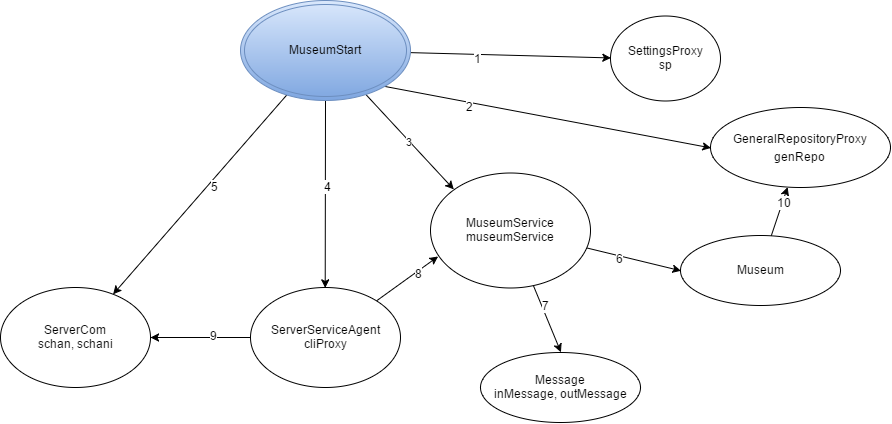 MuseumStart
SettingsProxy
sp
1
2
GeneralRepositoryProxy
genRepo
3
5
4
10
MuseumService
museumService
6
Museum
8
7
ServerCom
schan, schani
9
ServerServiceAgent
cliProxy
Message
inMessage, outMessage